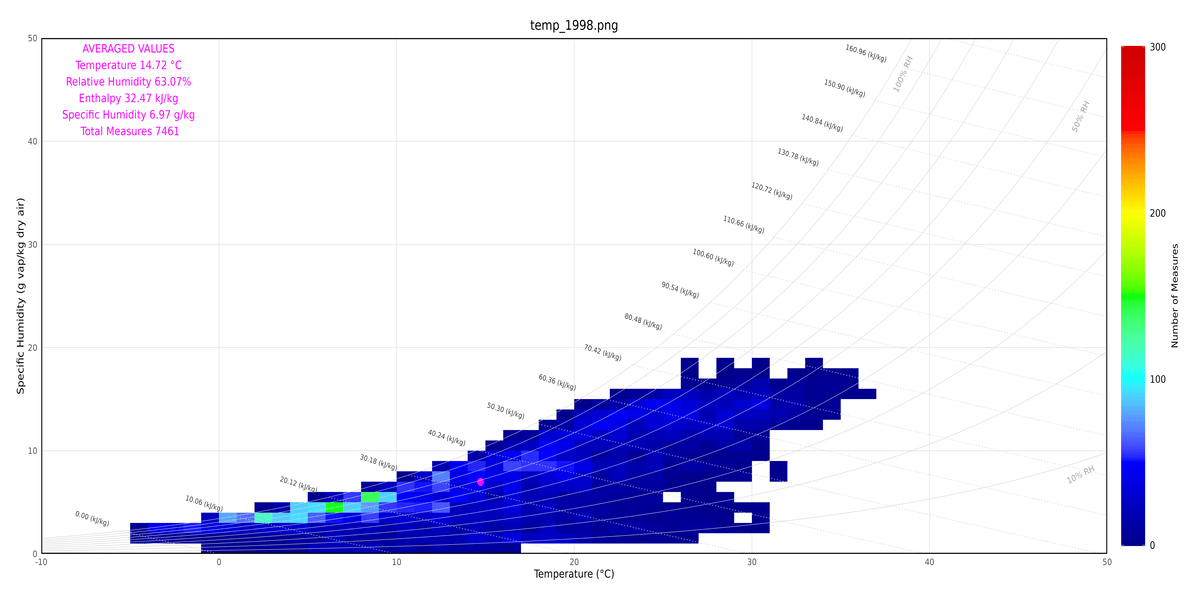 temp_1998.png
AVERAGED VALUES
Temperature 14.72 °C
Relative Humidity 63.07%
Enthalpy 32.47 kJ/kg
Specific Humidity 6.97 g/kg
Total Measures 7461
160.96 (kJ/kg)
150.90 (kJ/kg)
140.84 (kJ/kg)
130.78 (kJ/kg)
120.72 (kJ/kg)
110.66 (kJ/kg)
100.60 (kJ/kg)
90.54 (kJ/kg)
80.48 (kJ/kg)
70.42 (kJ/kg)
60.36 (kJ/kg)
50.30 (kJ/kg)
40.24 (kJ/kg)
30.18 (kJ/kg)
20.12 (kJ/kg)
10.06 (kJ/kg)
0.00 (kJ/kg)
100% RH
50% RH
10% RH
50
40
30
20
10
0
Specific Humidity (g vap/kg dry air)
-10
0
10
20
30
40
50
Temperature (°C)
300
200
100
0
Number of Measures